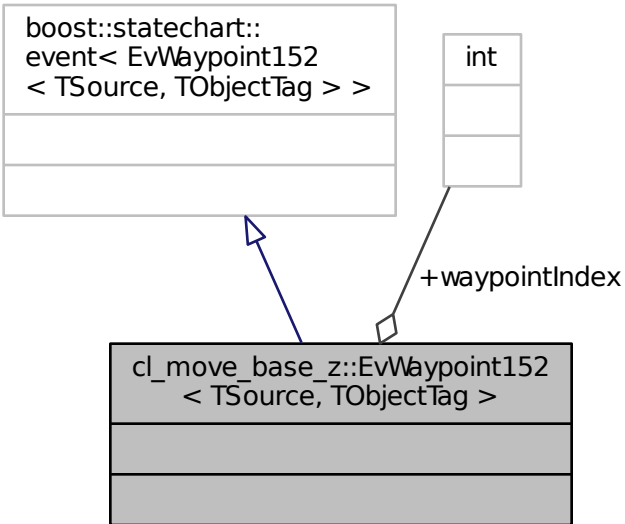 boost::statechart::
event< EvWaypoint152
< TSource, TObjectTag > >
int
+waypointIndex
cl_move_base_z::EvWaypoint152
< TSource, TObjectTag >